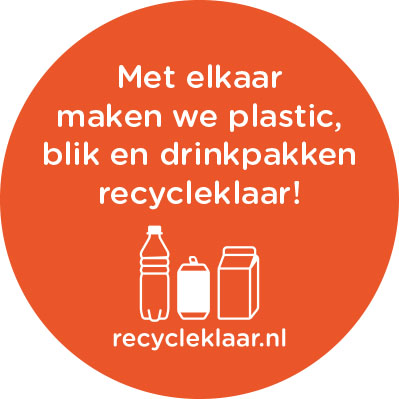 Met elkaar
maken we plastic,
blik en drinkpakken
recycleklaar!
recycleklaar.nl